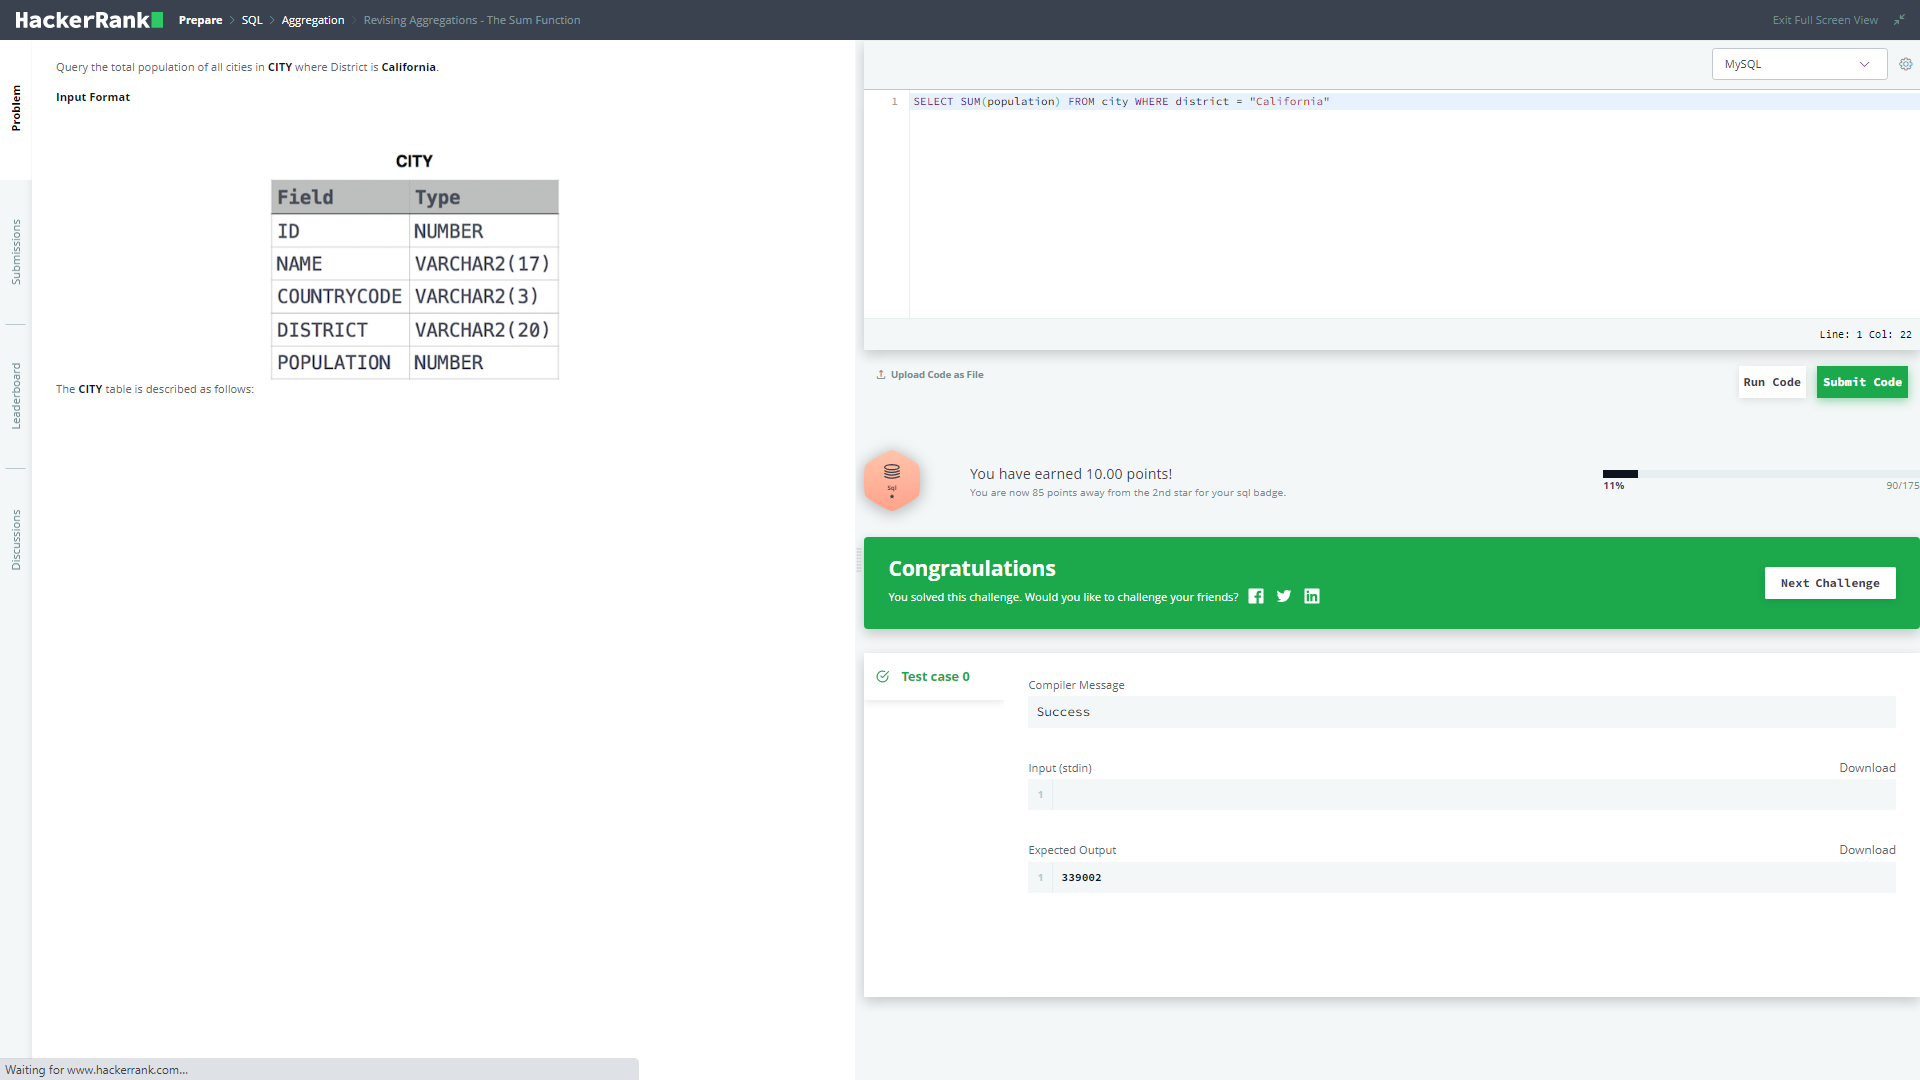 HackerRank Prepare > SQL > Aggregation > Revising Aggregations - The Sum Function
Exit Full Screen View
Problem
Submissions
Leaderboard
Discussions
Query the total population of all cities in CITY where District is California.
Input Format
CITY
Field Type
ID NUMBER
NAME VARCHAR2(17)
COUNTRYCODE VARCHAR2(3)
DISTRICT VARCHAR2(20)
POPULATION NUMBER
The CITY table is described as follows:
MySQL
1 SELECT SUM(population) FROM city WHERE district = "California"
Line: 1 Col: 22
Upload Code as File
Run Code
Submit Code
Sql
You have earned 10.00 points!
You are now 85 points away from the 2nd star for your sql badge.
11%
90/175
Congratulations
You solved this challenge. Would you like to challenge your friends?
Next Challenge
Test case 0
Compiler Message
Success
Input (stdin)
Download
1
Expected Output
Download
1 339002
Waiting for www.hackerrank.com...